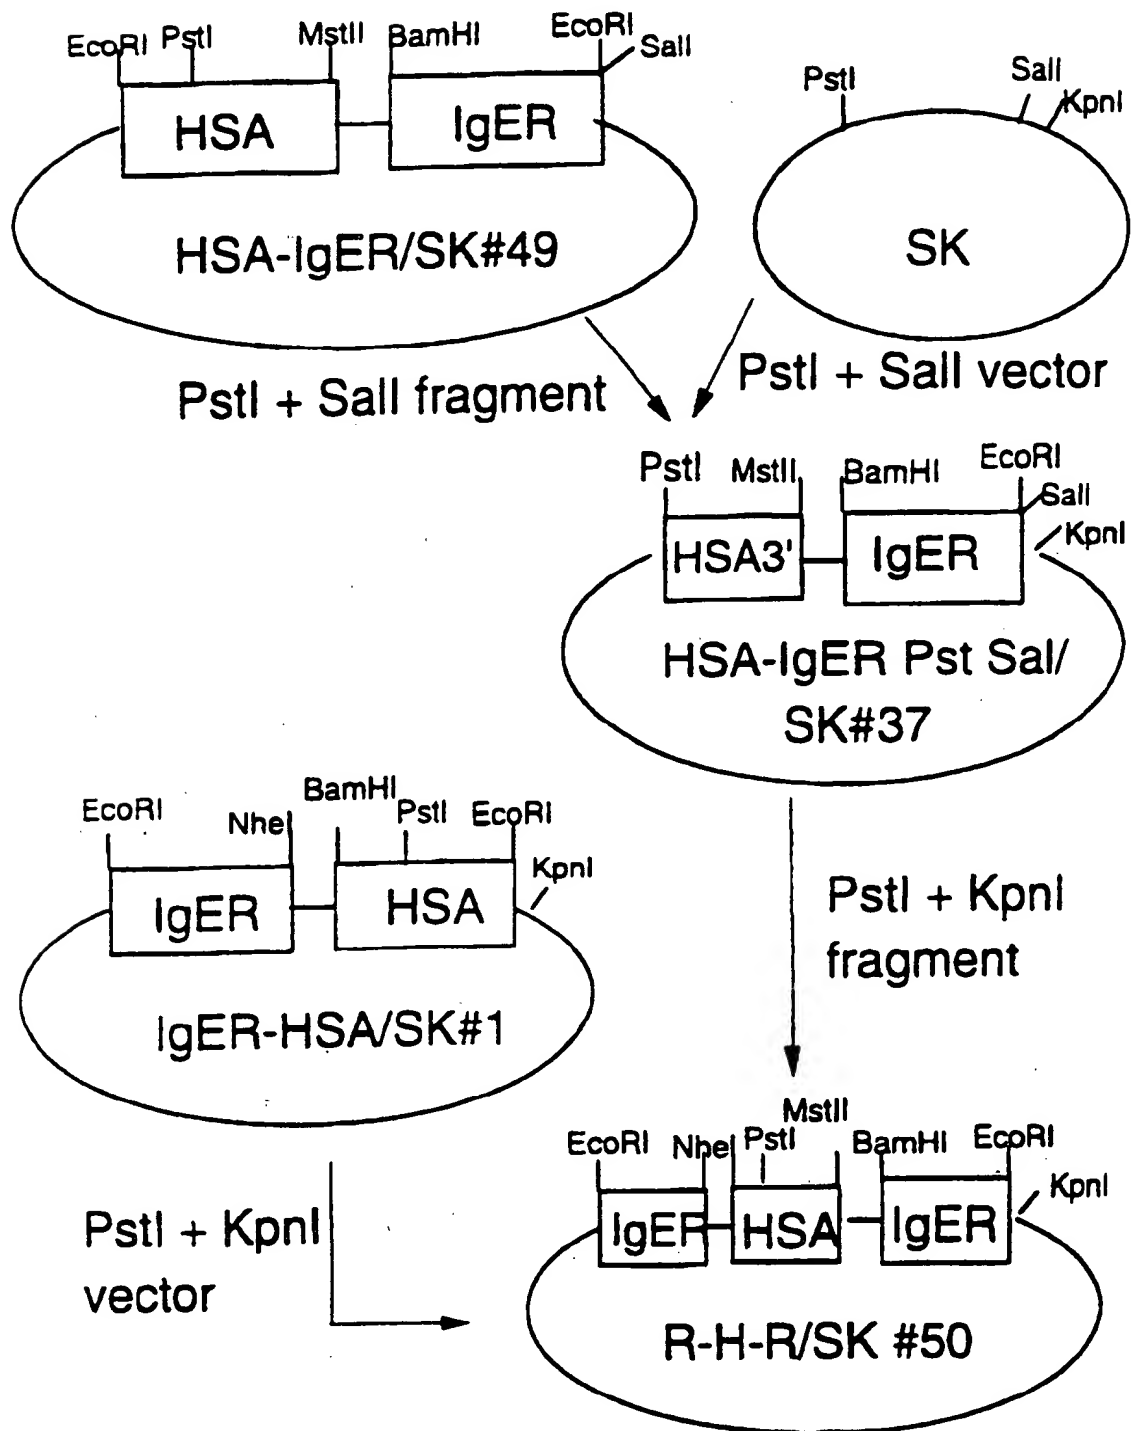 EcoRI PstI MstII BamHI EcoRI SalI
HSA IgER
HSA-IgER/SK#49
PstI SalI KpnI
SK
PstI + SalI fragment
PstI + SalI vector
PstI MstII BamHI EcoRI SalI KpnI
HSA3' IgER
HSA-IgER Pst Sal/
SK#37
EcoRI NheI BamHI PstI EcoRI KpnI
IgER HSA
IgER-HSA/SK#1
PstI + KpnI
fragment
PstI + KpnI
vector
EcoRI NheI PstI MstII BamHI EcoRI KpnI
IgER HSA IgER
R-H-R/SK #50